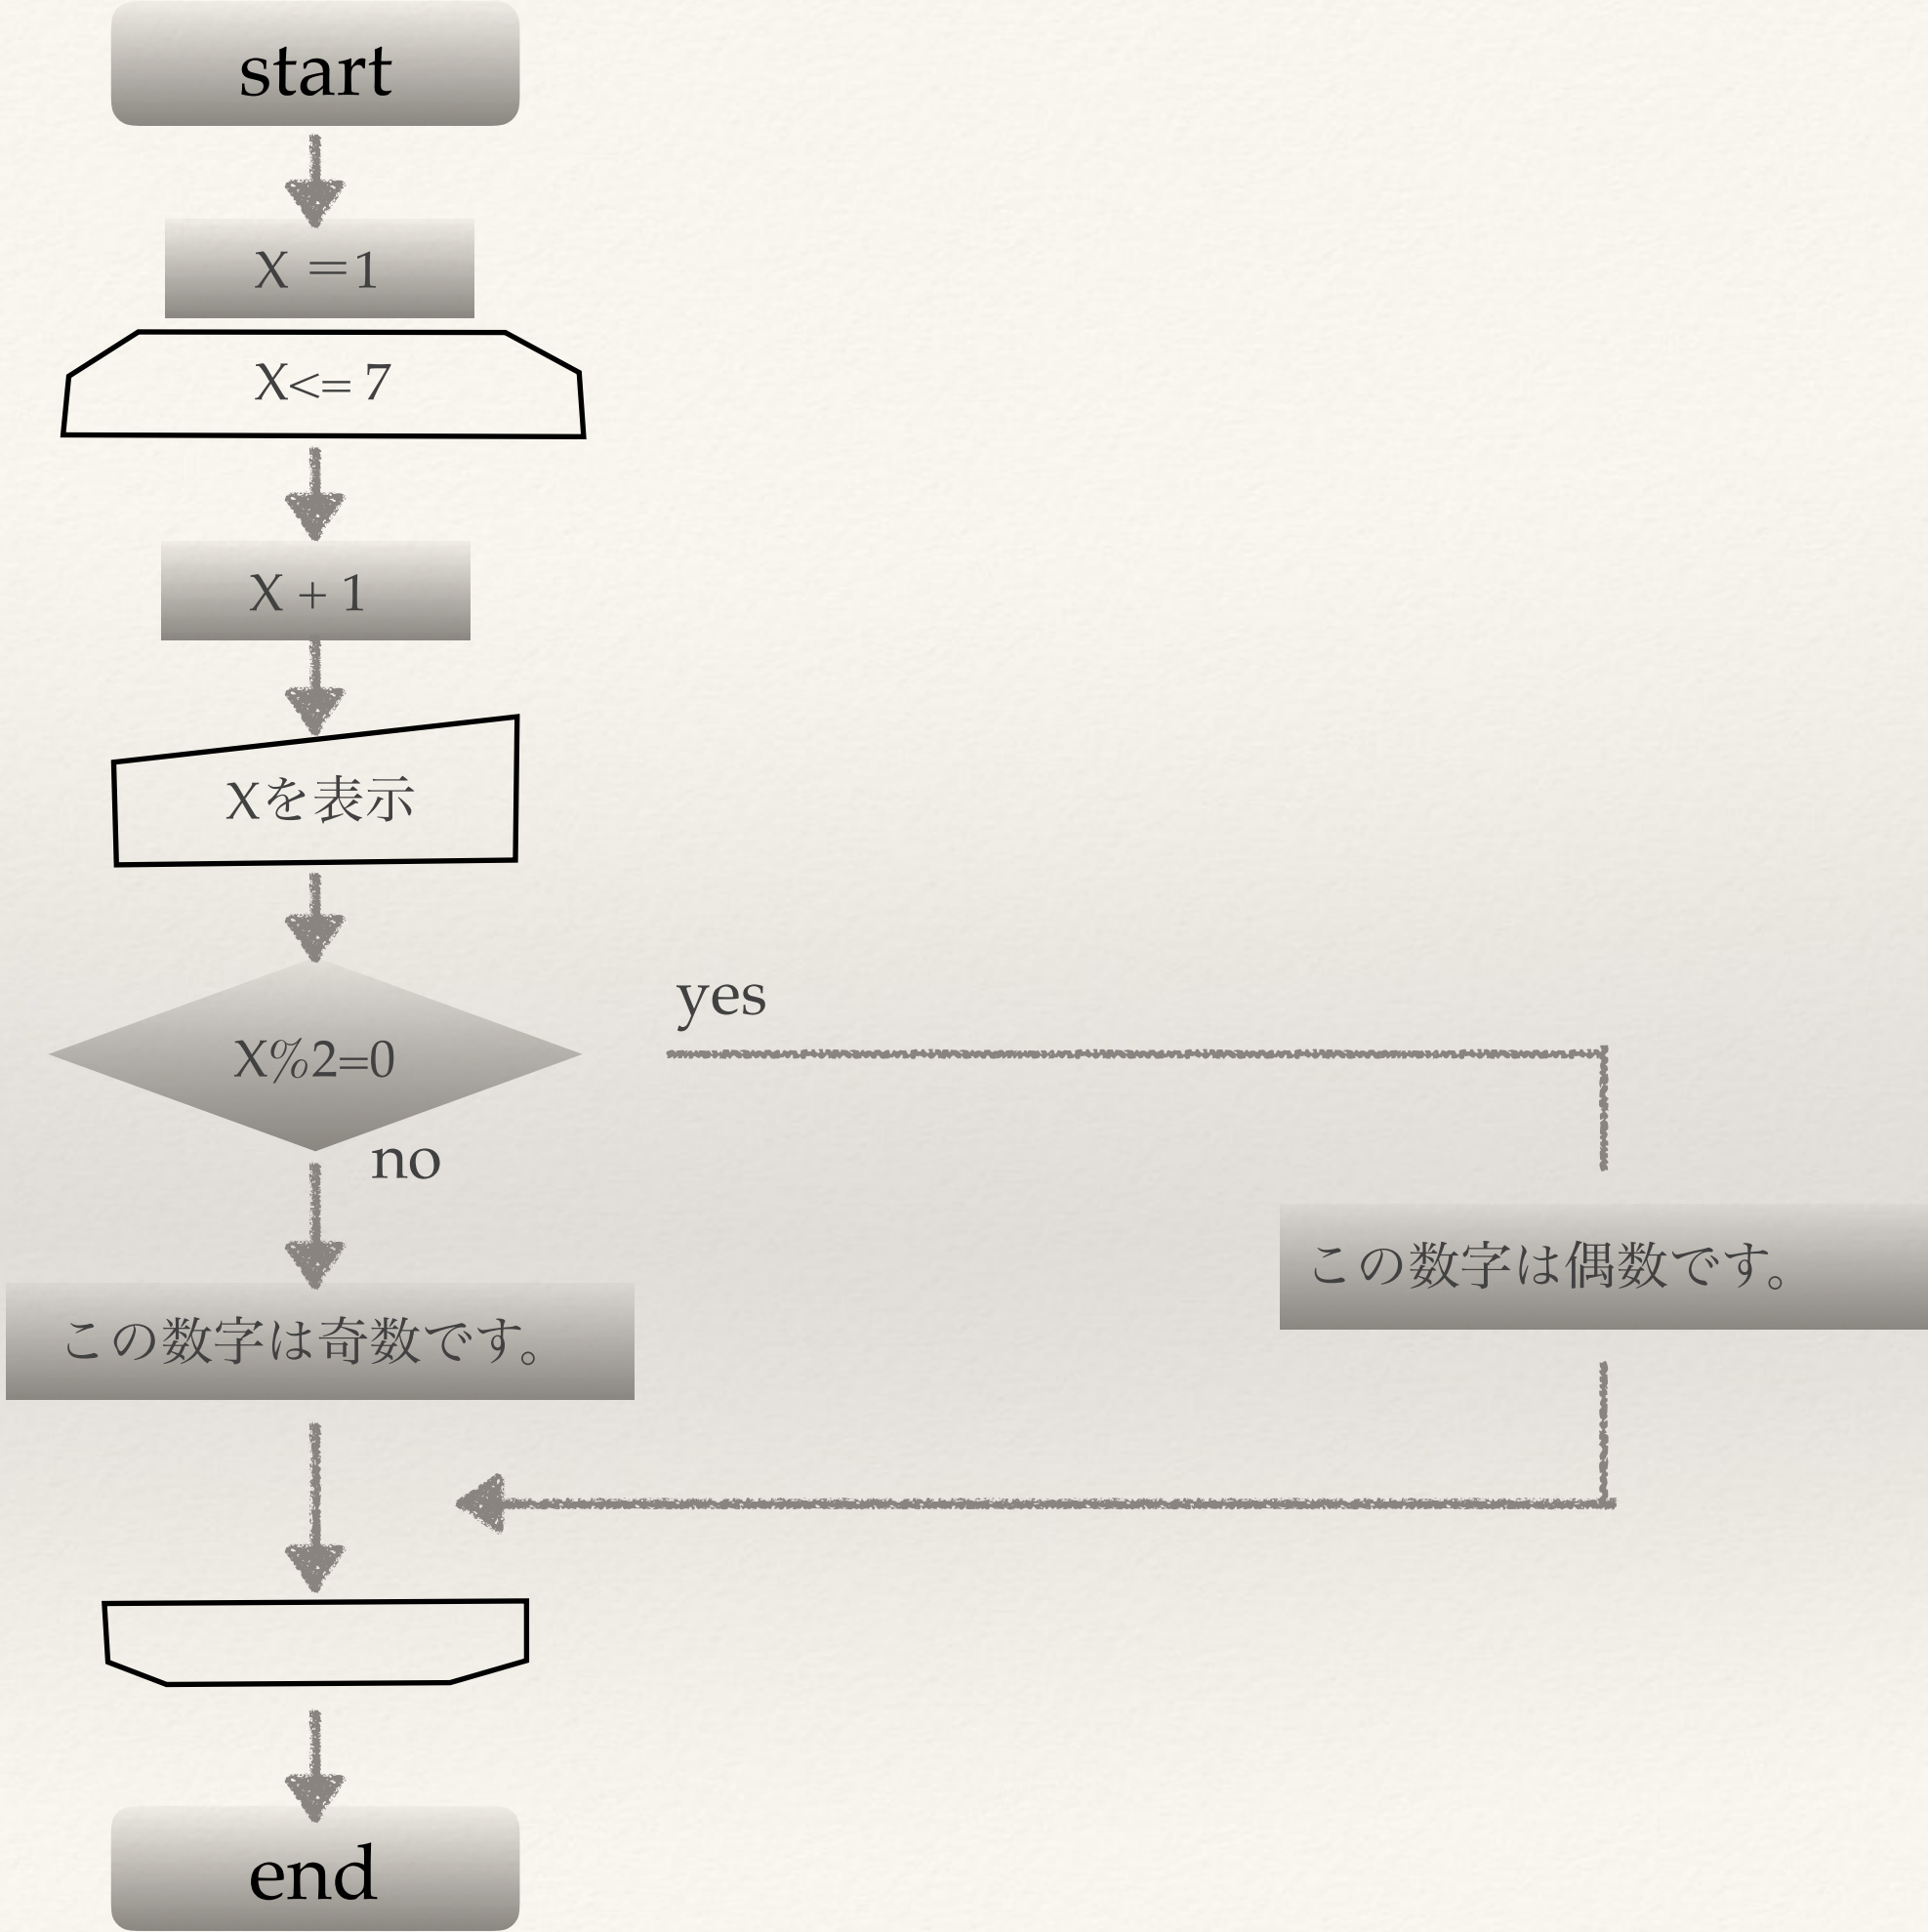 start
X ＝1
X<= 7
X + 1
Xを表示
yes
X%2=0
no
この数字は偶数です。
この数字は奇数です。
end